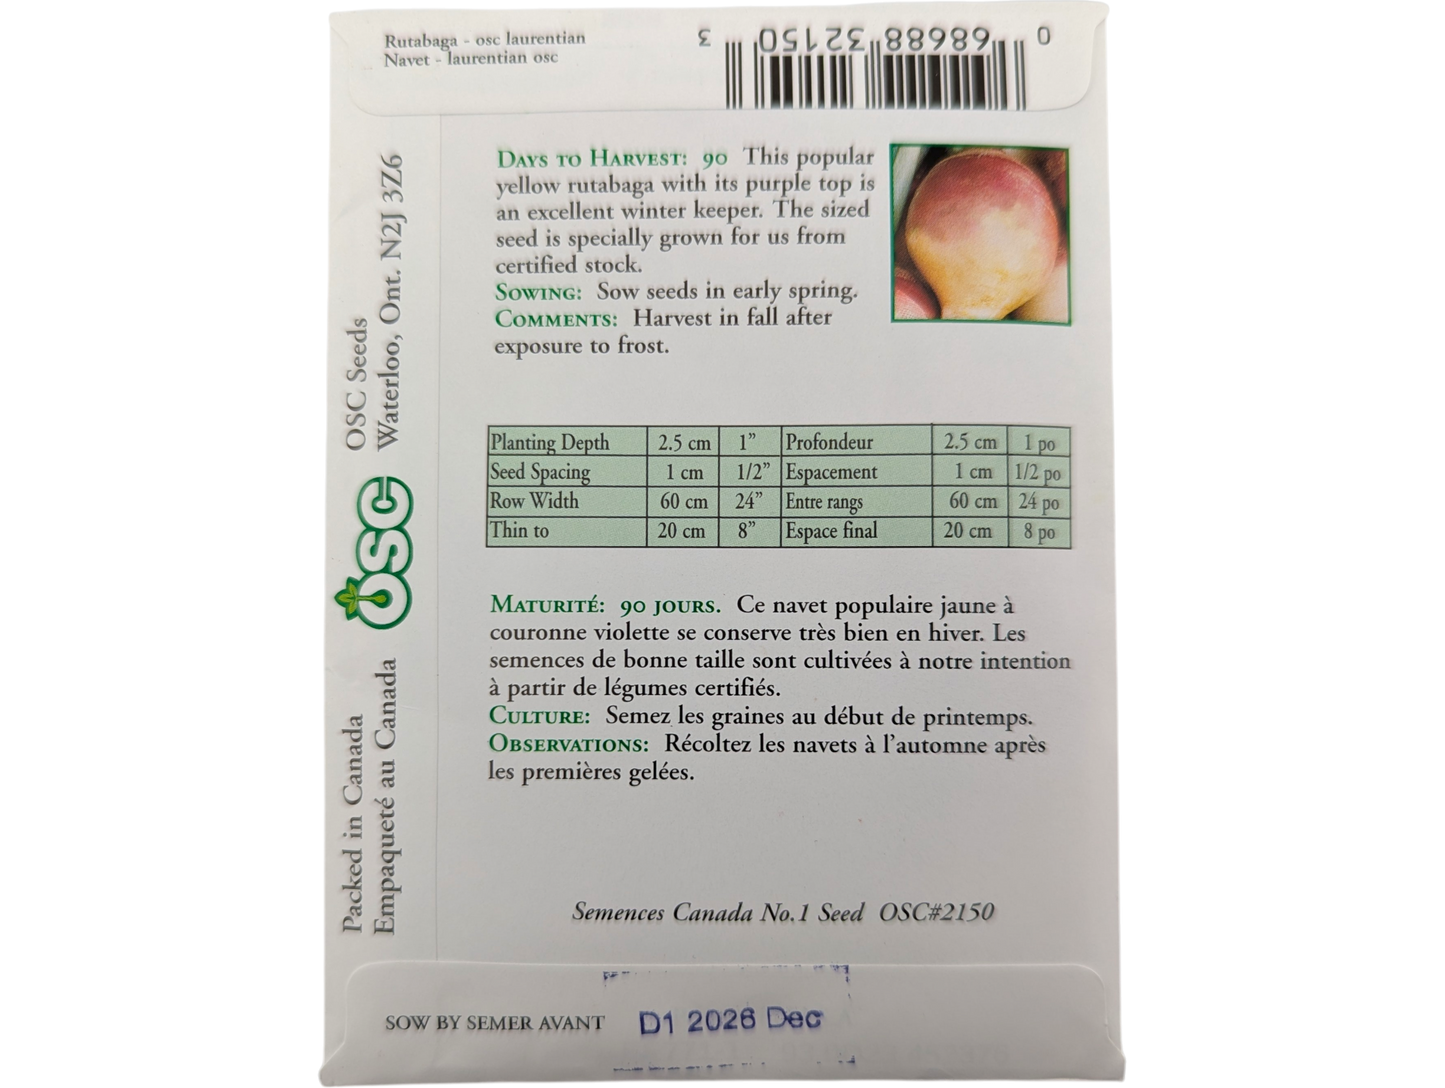 Rutabaga - osc laurentian
Navet - laurentian osc
0 68688 32150 3
DAYS TO HARVEST: 90 This popular
yellow rutabaga with its purple top is
an excellent winter keeper. The sized
seed is specially grown for us from
certified stock.
SOWING: Sow seeds in early spring.
COMMENTS: Harvest in fall after
exposure to frost.
Planting Depth 2.5 cm 1” Profondeur 2.5 cm 1 po
Seed Spacing 1 cm 1/2” Espacement 1 cm 1/2 po
Row Width 60 cm 24” Entre rangs 60 cm 24 po
Thin to 20 cm 8” Espace final 20 cm 8 po
MATURITÉ: 90 JOURS. Ce navet populaire jaune à
couronne violette se conserve très bien en hiver. Les
semences de bonne taille sont cultivées à notre intention
à partir de légumes certifiés.
CULTURE: Semez les graines au début de printemps.
OBSERVATIONS: Récoltez les navets à l’automne après
les premières gelées.
Semences Canada No.1 Seed OSC#2150
SOW BY SEMER AVANT D1 2026 Dec
Packed in Canada
Empaqueté au Canada
OSC
OSC Seeds
Waterloo, Ont. N2J 3Z6